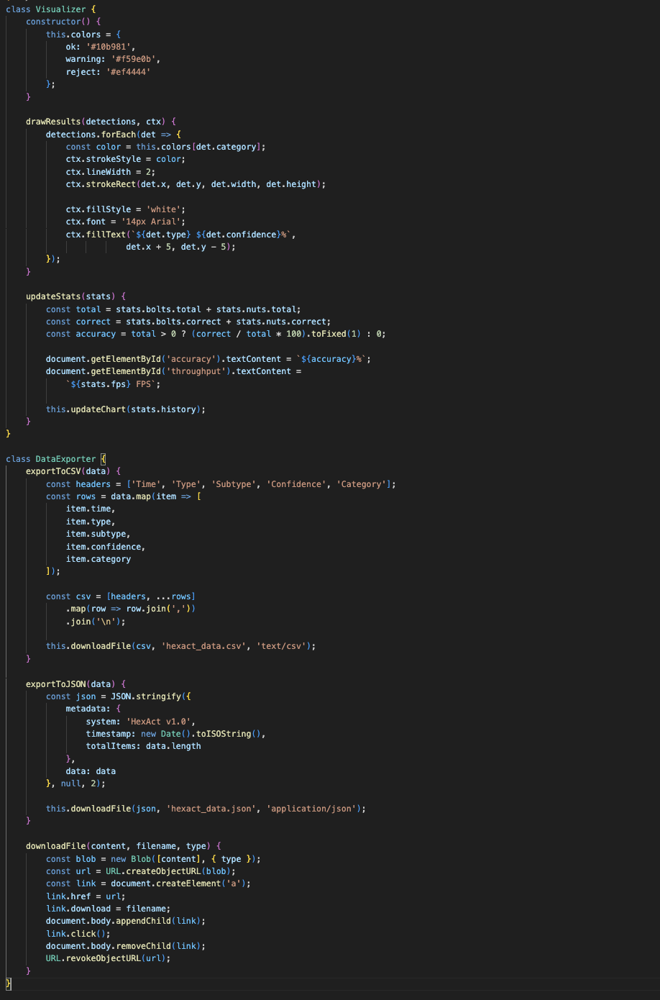 class Visualizer {
    constructor() {
        this.colors = {
            ok: '#10b981',
            warning: '#f59e0b',
            reject: '#ef4444'
        };
    }

    drawResults(detections, ctx) {
        detections.forEach(det => {
            const color = this.colors[det.category];
            ctx.strokeStyle = color;
            ctx.lineWidth = 2;
            ctx.strokeRect(det.x, det.y, det.width, det.height);

            ctx.fillStyle = 'white';
            ctx.font = '14px Arial';
            ctx.fillText(`${det.type} ${det.confidence}%`,
                        det.x + 5, det.y - 5);
        });
    }

    updateStats(stats) {
        const total = stats.bolts.total + stats.nuts.total;
        const correct = stats.bolts.correct + stats.nuts.correct;
        const accuracy = total > 0 ? (correct / total * 100).toFixed(1) : 0;

        document.getElementById('accuracy').textContent = `${accuracy}%`;
        document.getElementById('throughput').textContent =
            `${stats.fps} FPS`;

        this.updateChart(stats.history);
    }
}

class DataExporter {
    exportToCSV(data) {
        const headers = ['Time', 'Type', 'Subtype', 'Confidence', 'Category'];
        const rows = data.map(item => [
            item.time,
            item.type,
            item.subtype,
            item.confidence,
            item.category
        ]);

        const csv = [headers, ...rows]
            .map(row => row.join(','))
            .join('\n');

        this.downloadFile(csv, 'hexact_data.csv', 'text/csv');
    }

    exportToJSON(data) {
        const json = JSON.stringify({
            metadata: {
                system: 'HexAct v1.0',
                timestamp: new Date().toISOString(),
                totalItems: data.length
            },
            data: data
        }, null, 2);

        this.downloadFile(json, 'hexact_data.json', 'application/json');
    }

    downloadFile(content, filename, type) {
        const blob = new Blob([content], { type });
        const url = URL.createObjectURL(blob);
        const link = document.createElement('a');
        link.href = url;
        link.download = filename;
        document.body.appendChild(link);
        link.click();
        document.body.removeChild(link);
        URL.revokeObjectURL(url);
    }
}